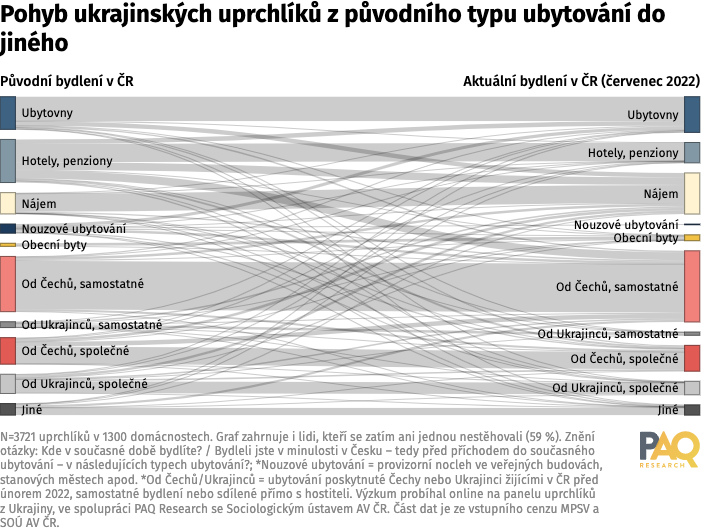 Pohyb ukrajinských uprchlíků z původního typu ubytování do
jiného
Původní bydlení v ČR
Aktuální bydlení v ČR (červenec 2022)
Ubytovny
Hotely, penziony
Nájem
Nouzové ubytování
Obecní byty
Od Čechů, samostatné
Od Ukrajinců, samostatné
Od Čechů, společné
Od Ukrajinců, společné
Jiné
Ubytovny
Hotely, penziony
Nájem
Nouzové ubytování
Obecní byty
Od Čechů, samostatné
Od Ukrajinců, samostatné
Od Čechů, společné
Od Ukrajinců, společné
Jiné
N=3721 uprchlíků v 1300 domácnostech. Graf zahrnuje i lidi, kteří se zatím ani jednou nestěhovali (59 %). Znění
otázky: Kde v současné době bydlíte? / Bydleli jste v minulosti v Česku – tedy před příchodem do současného
ubytování – v následujících typech ubytování?; *Nouzové ubytování = provizorní nocleh ve veřejných budovách,
stanových městech apod. *Od Čechů/Ukrajinců = ubytování poskytnuté Čechy nebo Ukrajinci žijícími v ČR před
únorem 2022, samostatné bydlení nebo sdílené přímo s hostiteli. Výzkum probíhal online na panelu uprchlíků
z Ukrajiny, ve spolupráci PAQ Research se Sociologickým ústavem AV ČR. Část dat je ze vstupního cenzu MPSV a
SOÚ AV ČR.
PAQ
RESEARCH